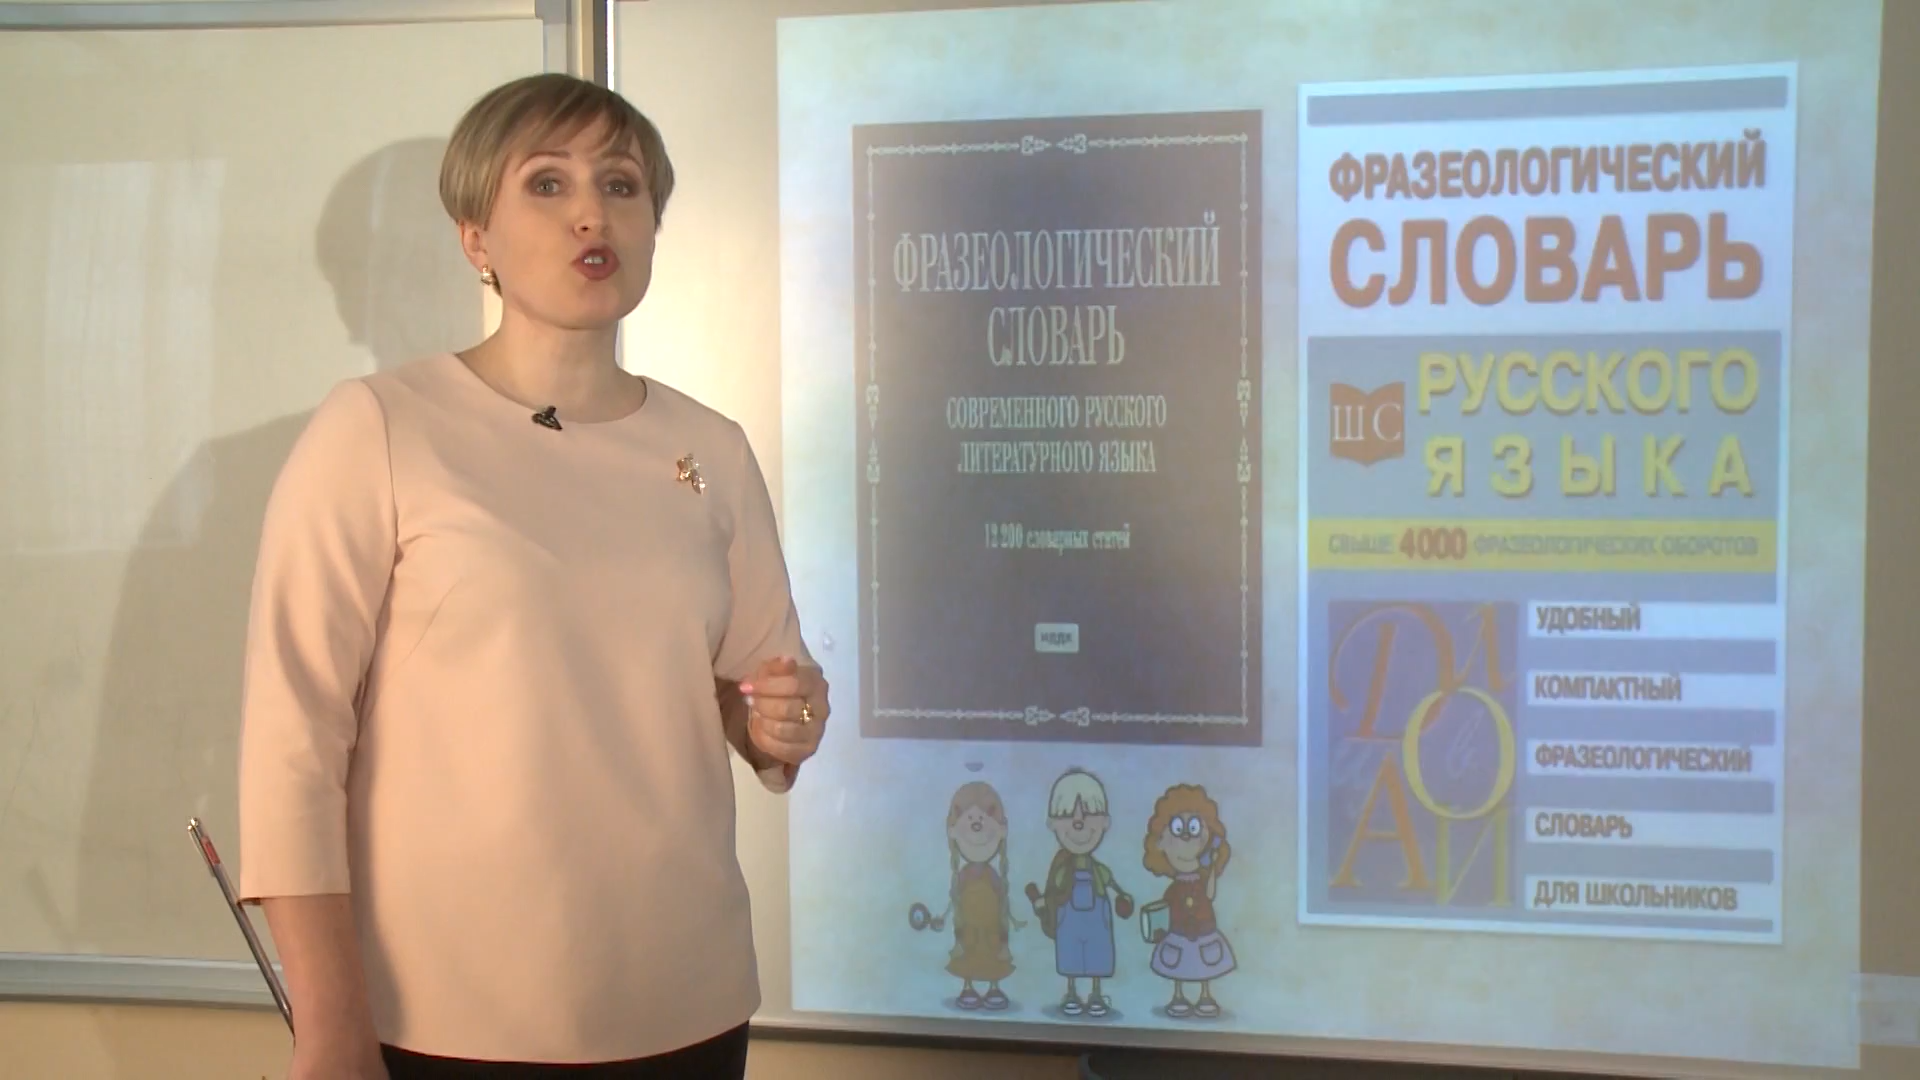 ФРАЗЕОЛОГИЧЕСКИЙ
СЛОВАРЬ
СОВРЕМЕННОГО РУССКОГО
ЛИТЕРАТУРНОГО ЯЗЫКА
12 200 словарных статей
ИДДК
ФРАЗЕОЛОГИЧЕСКИЙ
СЛОВАРЬ
ШС
РУССКОГО
ЯЗЫКА
СВЫШЕ 4000 ФРАЗЕОЛОГИЧЕСКИХ ОБОРОТОВ
УДОБНЫЙ
КОМПАКТНЫЙ
ФРАЗЕОЛОГИЧЕСКИЙ
СЛОВАРЬ
ДЛЯ ШКОЛЬНИКОВ